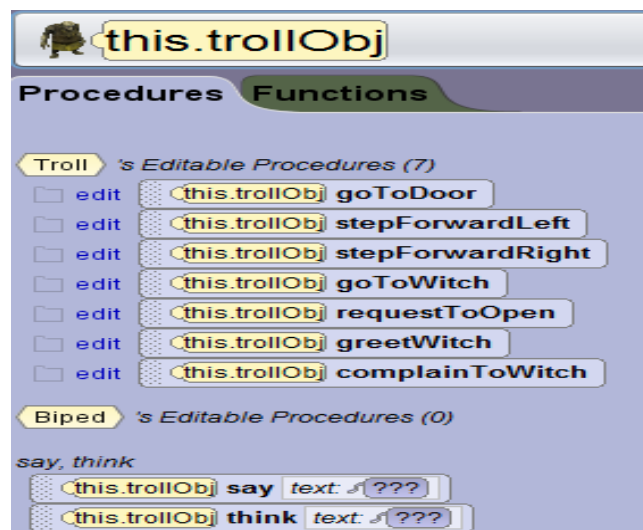 this.trollObj
Procedures Functions
Troll 's Editable Procedures (7)
edit this.trollObj goToDoor
edit this.trollObj stepForwardLeft
edit this.trollObj stepForwardRight
edit this.trollObj goToWitch
edit this.trollObj requestToOpen
edit this.trollObj greetWitch
edit this.trollObj complainToWitch
Biped 's Editable Procedures (0)
say, think
this.trollObj say text: ???
this.trollObj think text: ???